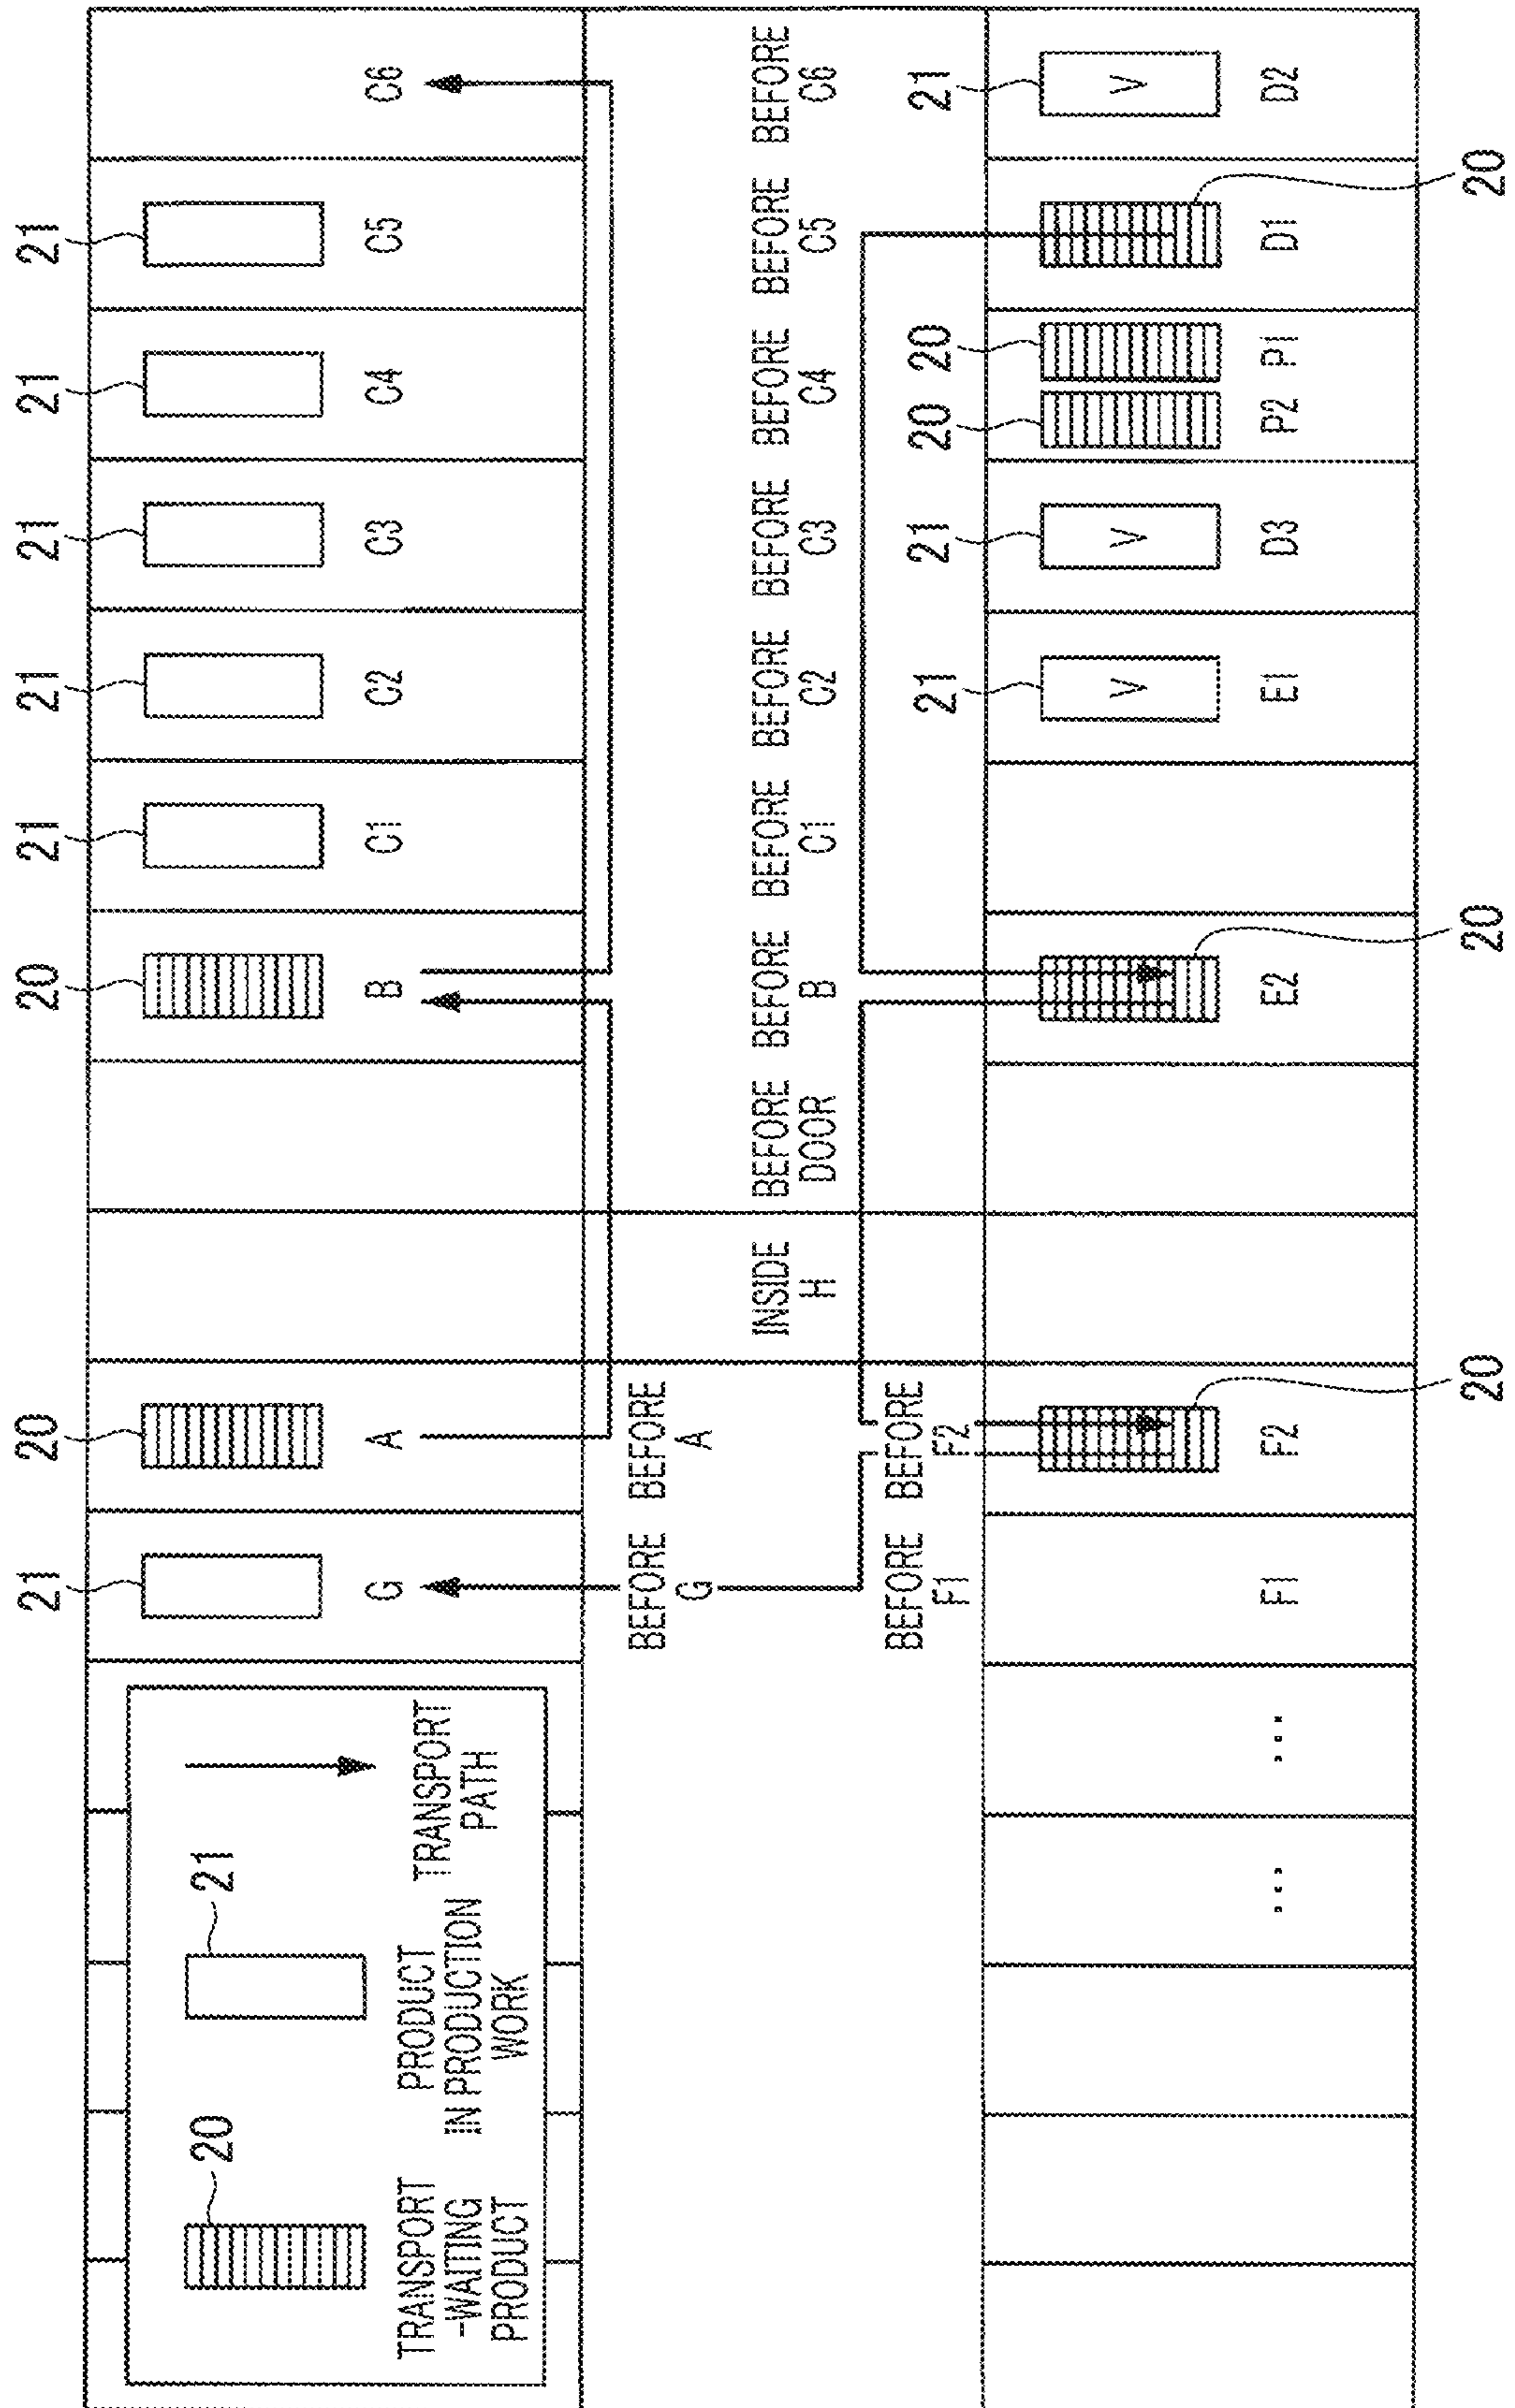 21
20
20
21
21
21
21
21
20
21
TRANSPORT
-WAITING
PRODUCT
PRODUCT
IN PRODUCTION
WORK
TRANSPORT
PATH
G
A
B
C1
C2
C3
C4
C5
C6
BEFORE
G
BEFORE
A
INSIDE
H
BEFORE
DOOR
BEFORE
B
BEFORE
C1
BEFORE
C2
BEFORE
C3
BEFORE
C4
BEFORE
C5
BEFORE
C6
BEFORE
F1
BEFORE
F2
21
21
20
20
21
V
V
V
...
...
F1
F2
E2
E1
D3
P2
P1
D1
D2
20
20
20